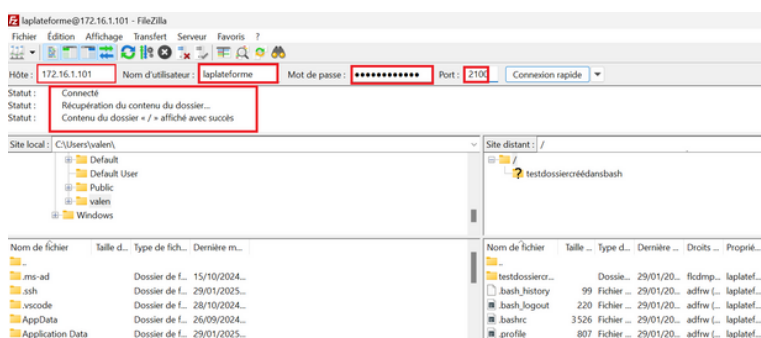 laplateforme@172.16.1.101 - FileZilla
Fichier Édition Affichage Transfert Serveur Favoris ?
Hôte : 172.16.1.101 Nom d'utilisateur : laplateforme Mot de passe : ●●●●●●●●●●●● Port : 2100 Connexion rapide
Statut : Connecté
Statut : Récupération du contenu du dossier...
Statut : Contenu du dossier « / » affiché avec succès
Site local : C:\Users\valen\
Default
Default User
Public
valen
Windows
Site distant : /
/
testdossiercréédansbash
Nom de fichier Taille d... Type de fich... Dernière m...
..
.ms-ad Dossier de f... 15/10/2024...
.ssh Dossier de f... 29/01/2025...
.vscode Dossier de f... 28/10/2024...
AppData Dossier de f... 26/09/2024...
Application Data Dossier de f... 29/01/2025...
Nom de fichier Taille ... Type d... Dernière ... Droits ... Proprié...
..
testdossiercr... Dossie... 29/01/20... flcdmp... laplatef...
.bash_history 99 Fichier ... 29/01/20... adfrw (... laplatef...
.bash_logout 220 Fichier ... 29/01/20... adfrw (... laplatef...
.bashrc 3526 Fichier ... 29/01/20... adfrw (... laplatef...
.profile 807 Fichier ... 29/01/20... adfrw (... laplatef...